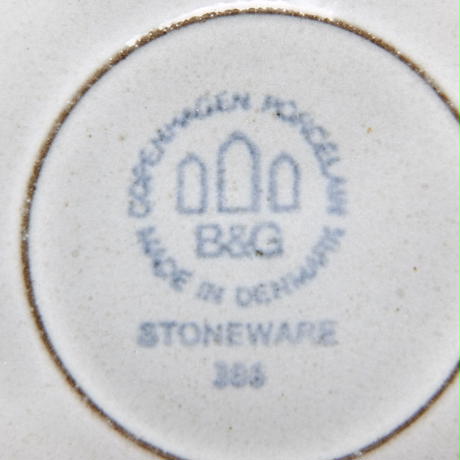 COPENHAGEN PORCELAIN
B&G
MADE IN DENMARK
STONEWARE